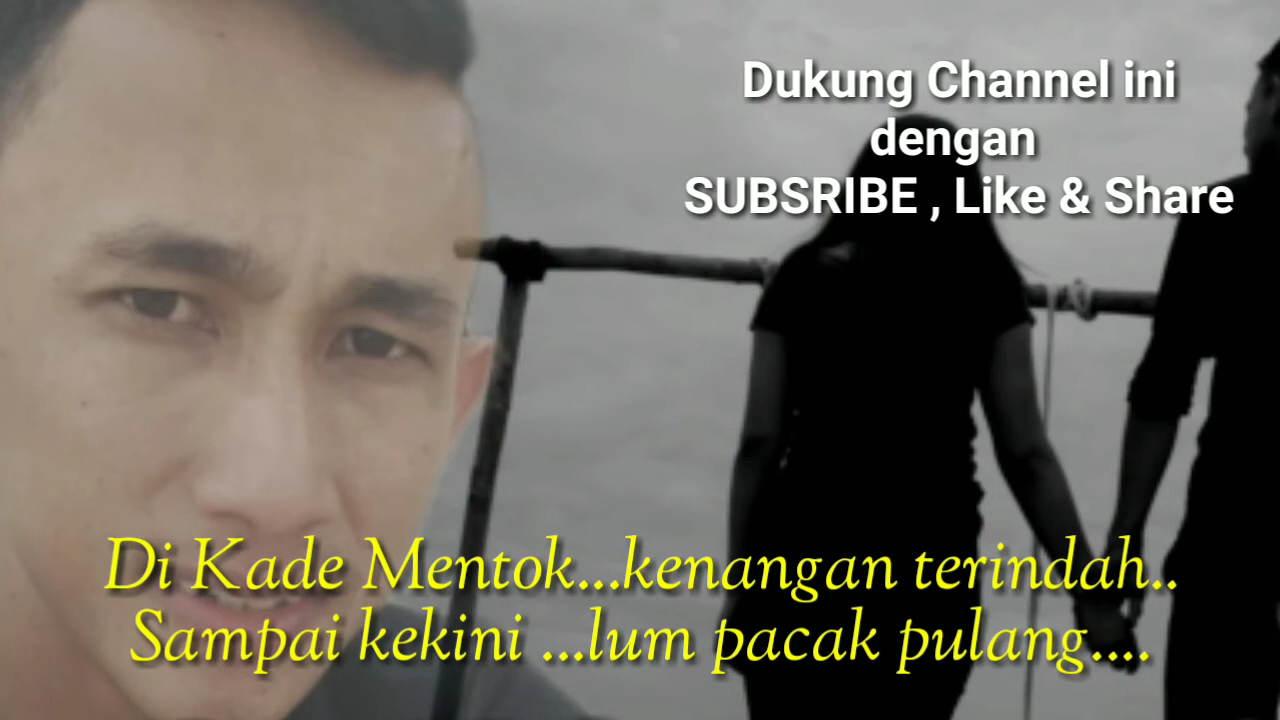 Dukung Channel ini
dengan
SUBSRIBE , Like & Share
Di Kade Mentok...kenangan terindah..
Sampai kekini ...lum pacak pulang....